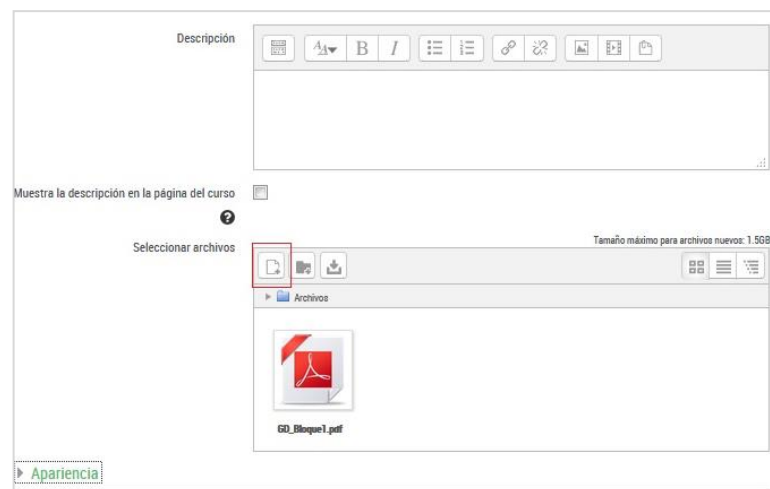 Descripción
Muestra la descripción en la página del curso
Tamaño máximo para archivos nuevos: 1.5GB
Seleccionar archivos
Archivos
GD_Bloque1.pdf
Apariencia